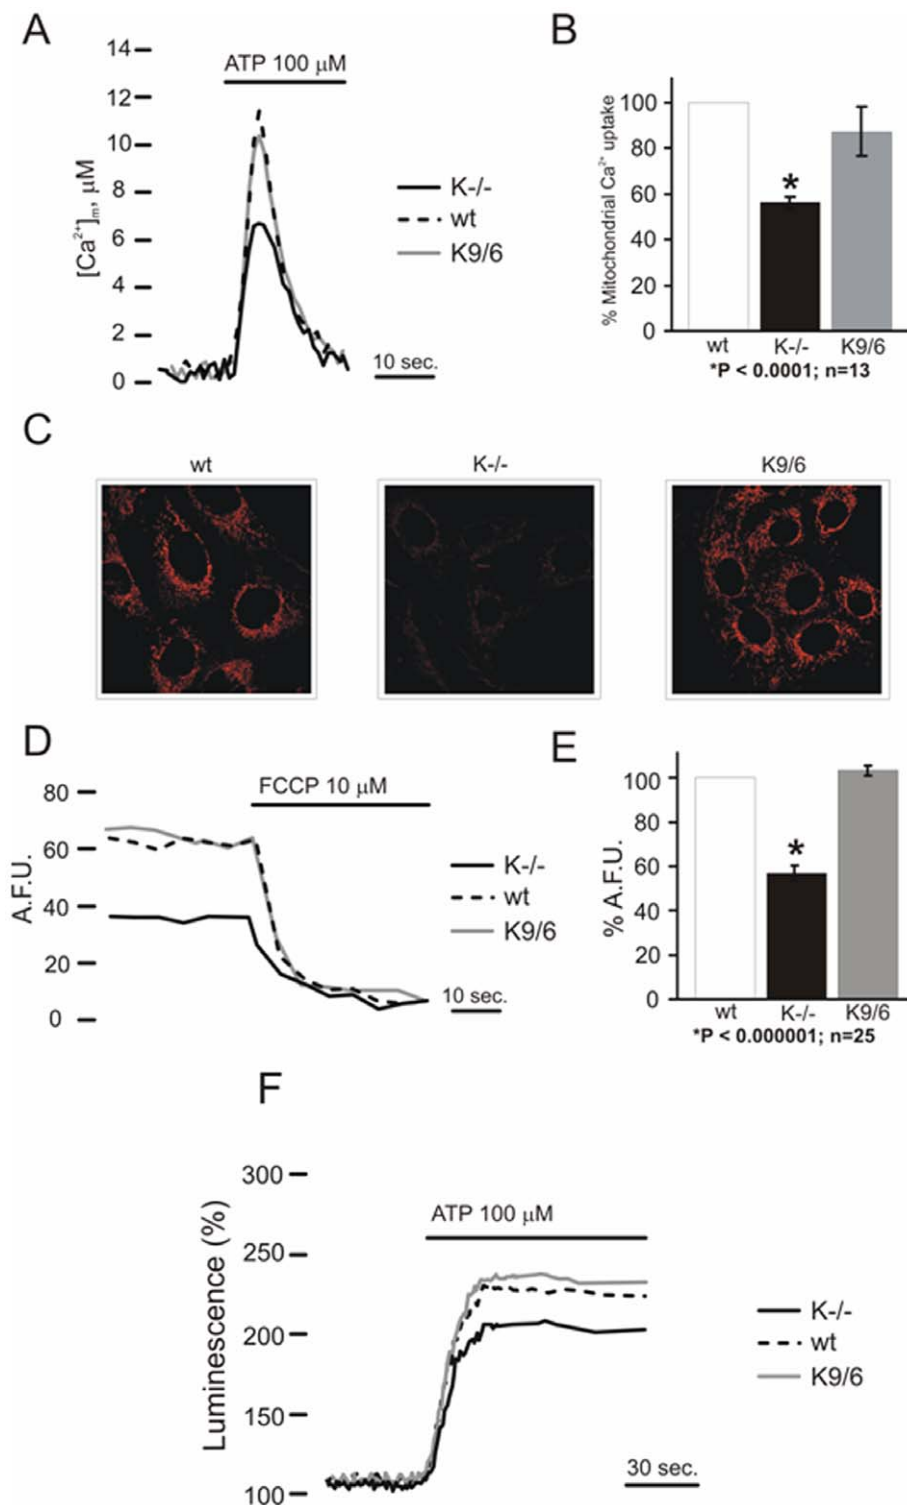 A
14
12
10
8
6
4
2
0
[Ca²⁺]ₘ, µM
ATP 100 µM
K-/-
wt
K9/6
10 sec.
B
% Mitochondrial Ca²⁺ uptake
100
80
60
40
20
0
*
wt K-/- K9/6
*P < 0.0001; n=13
C
wt K-/- K9/6
D
80
60
40
20
0
A.F.U.
FCCP 10 µM
K-/-
wt
K9/6
10 sec.
E
% A.F.U.
100
80
60
40
20
0
*
wt K-/- K9/6
*P < 0.000001; n=25
F
300
250
200
150
100
Luminescence (%)
ATP 100 µM
K-/-
wt
K9/6
30 sec.